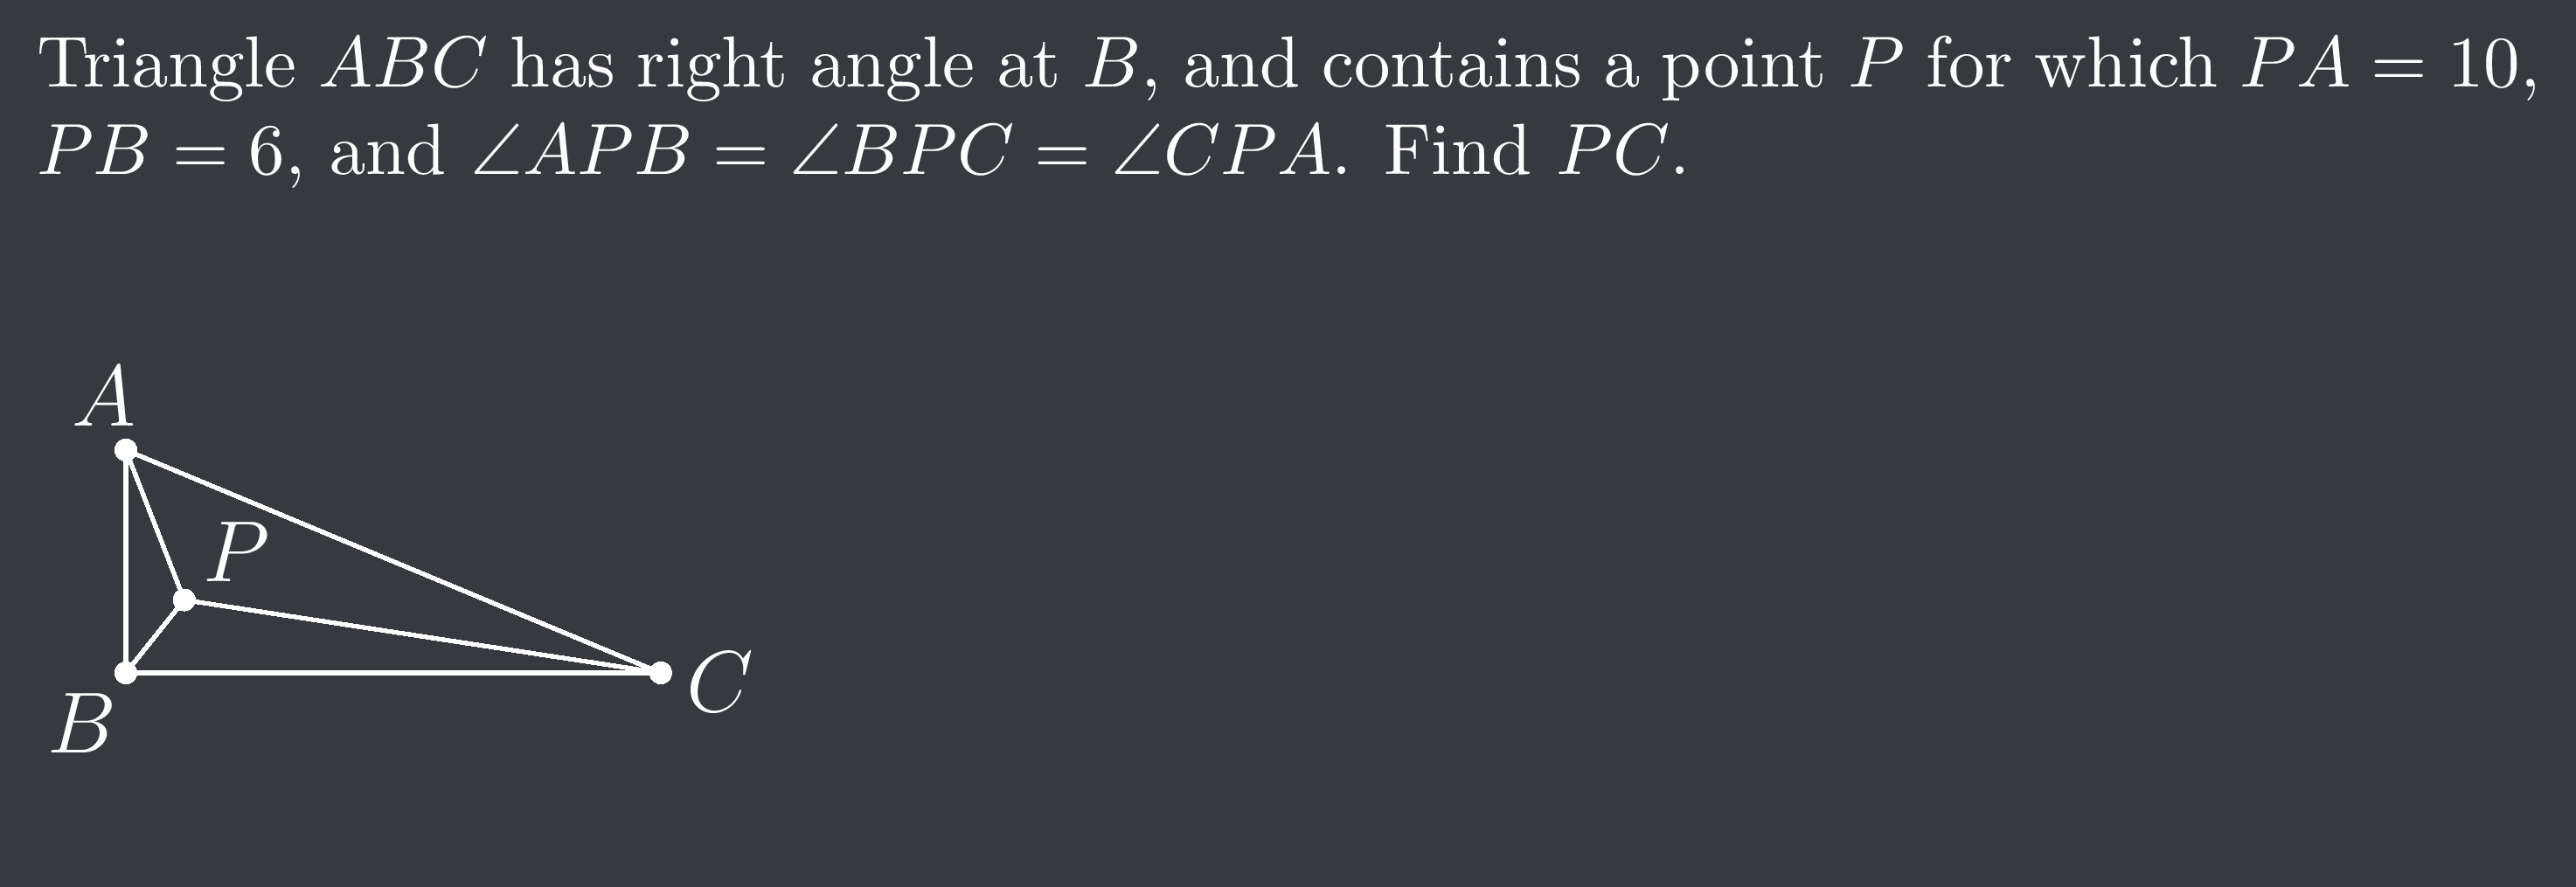 Triangle ABC has right angle at B, and contains a point P for which PA = 10,
PB = 6, and ∠APB = ∠BPC = ∠CPA. Find PC.
A
P
C
B